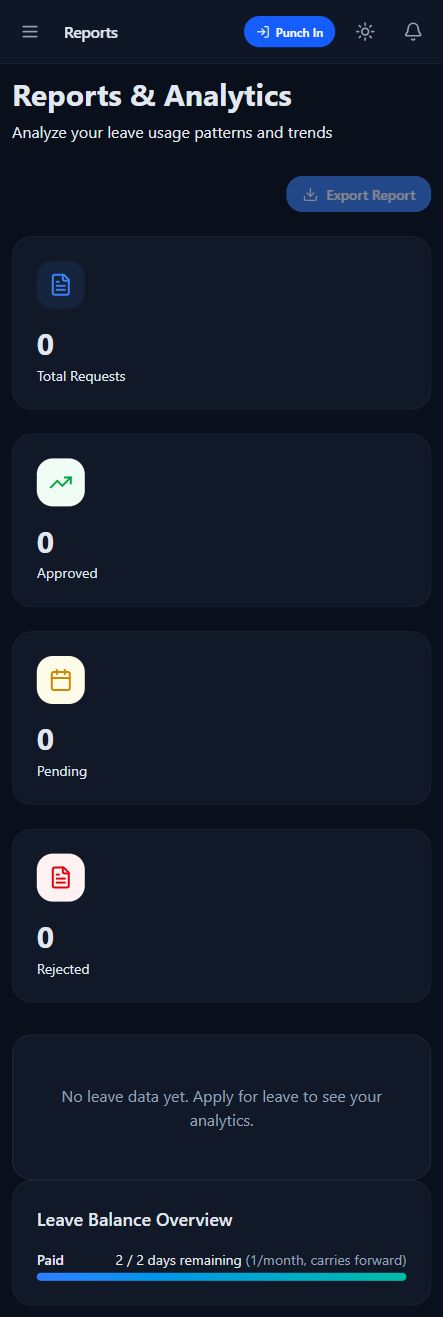 Reports
Punch In
Reports & Analytics
Analyze your leave usage patterns and trends
Export Report
0
Total Requests
0
Approved
0
Pending
0
Rejected
No leave data yet. Apply for leave to see your
analytics.
Leave Balance Overview
Paid 2 / 2 days remaining (1/month, carries forward)